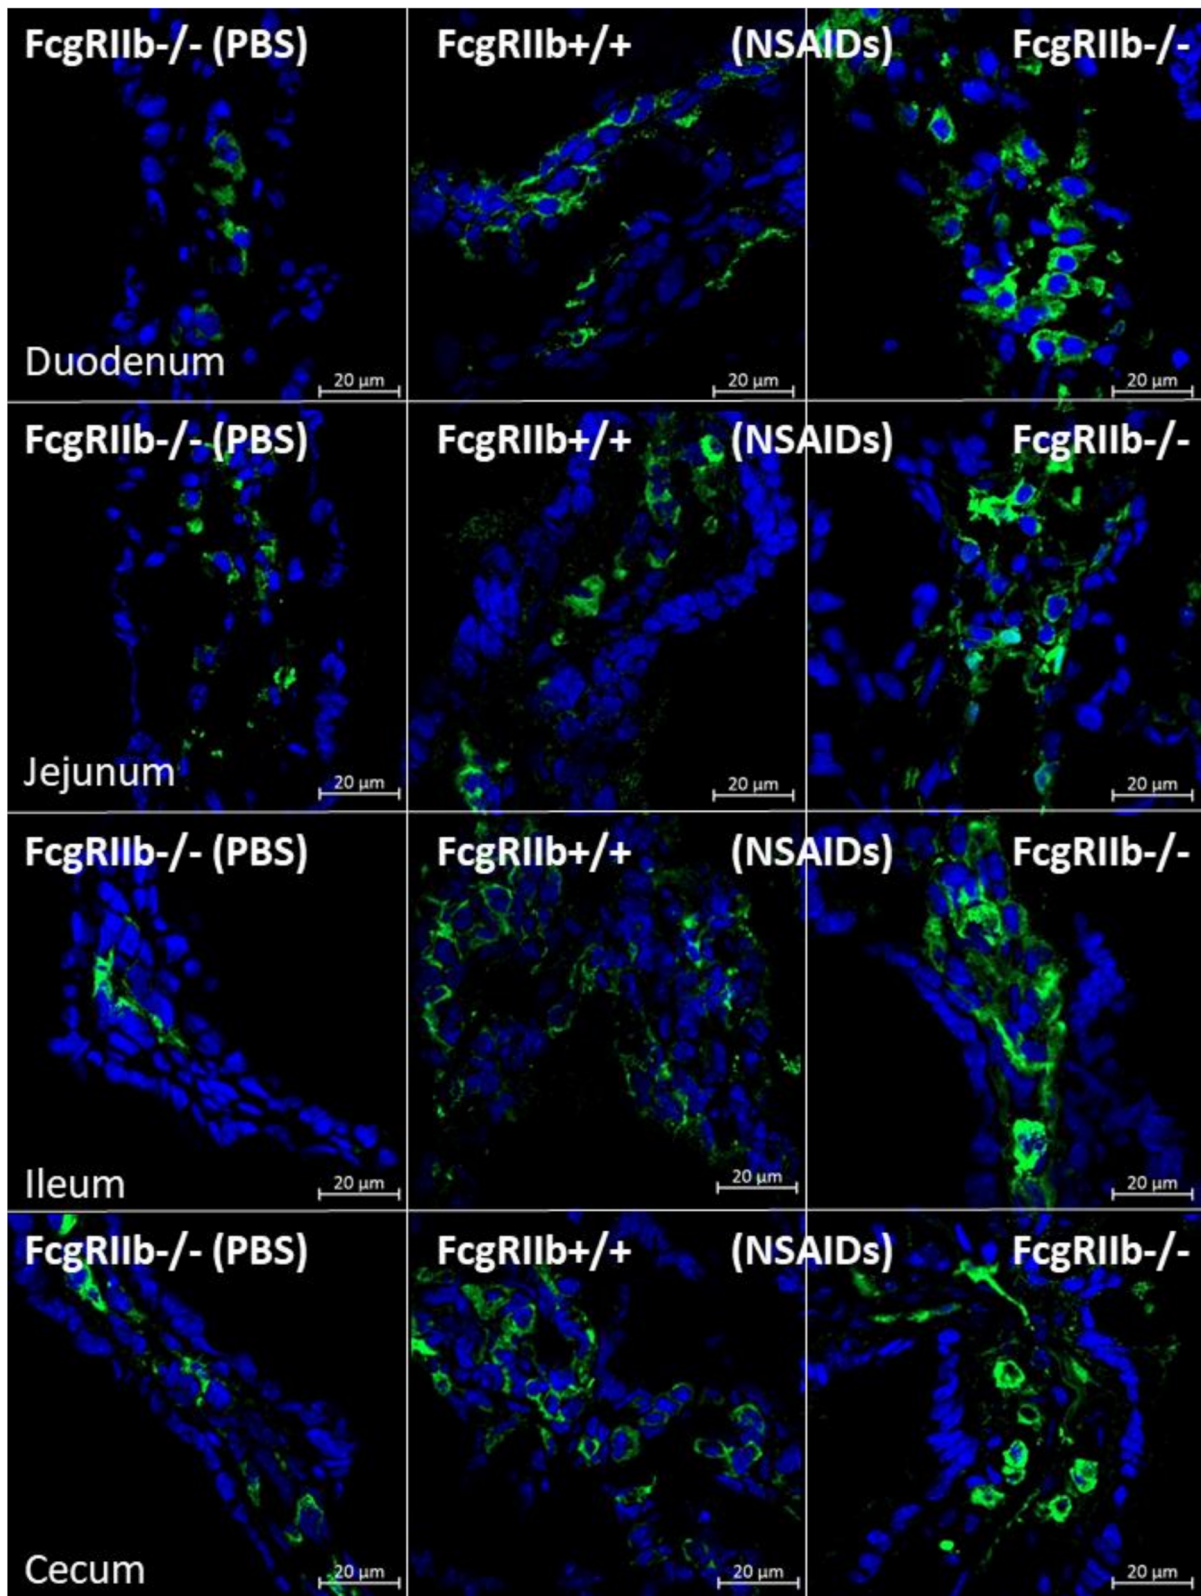 FcgRIIb-/- (PBS) FcgRIIb+/+ (NSAIDs) FcgRIIb-/-
Duodenum
20 µm 20 µm 20 µm
FcgRIIb-/- (PBS) FcgRIIb+/+ (NSAIDs) FcgRIIb-/-
Jejunum
20 µm 20 µm 20 µm
FcgRIIb-/- (PBS) FcgRIIb+/+ (NSAIDs) FcgRIIb-/-
Ileum
20 µm 20 µm 20 µm
FcgRIIb-/- (PBS) FcgRIIb+/+ (NSAIDs) FcgRIIb-/-
Cecum
20 µm 20 µm 20 µm